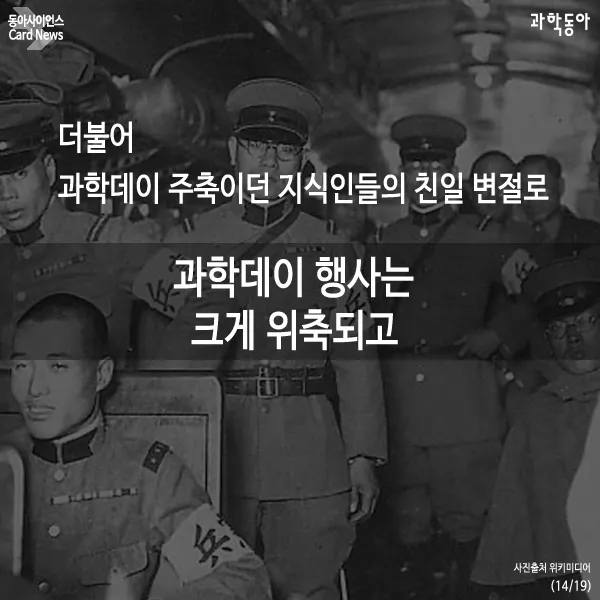 동아사이언스
Card News
과학동아
더불어
과학데이 주축이던 지식인들의 친일 변절로
과학데이 행사는
크게 위축되고
兵
兵
사진출처 위키미디어
(14/19)